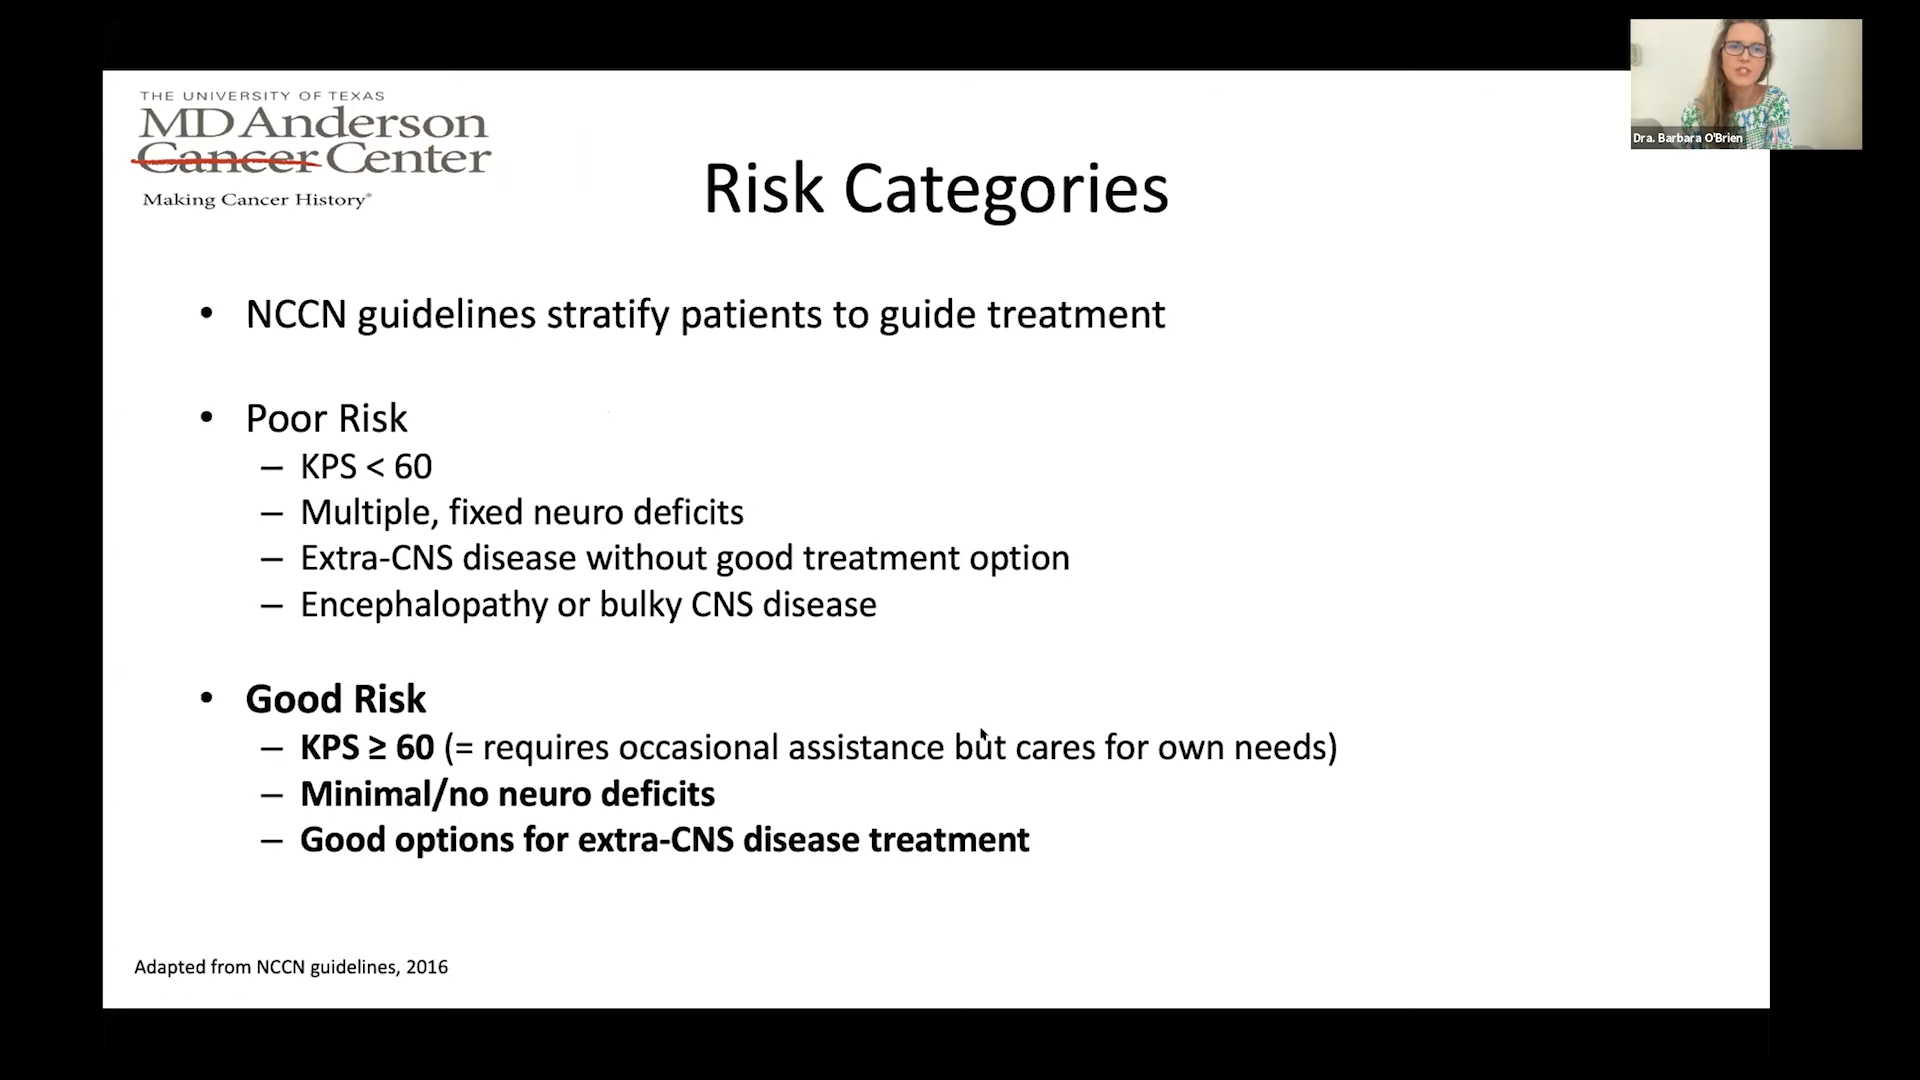 THE UNIVERSITY OF TEXAS
MD Anderson
Cancer Center
Making Cancer History®
Dra. Barbara O'Brien
Risk Categories
• NCCN guidelines stratify patients to guide treatment
• Poor Risk
– KPS < 60
– Multiple, fixed neuro deficits
– Extra-CNS disease without good treatment option
– Encephalopathy or bulky CNS disease
• Good Risk
– KPS ≥ 60 (= requires occasional assistance but cares for own needs)
– Minimal/no neuro deficits
– Good options for extra-CNS disease treatment
Adapted from NCCN guidelines, 2016